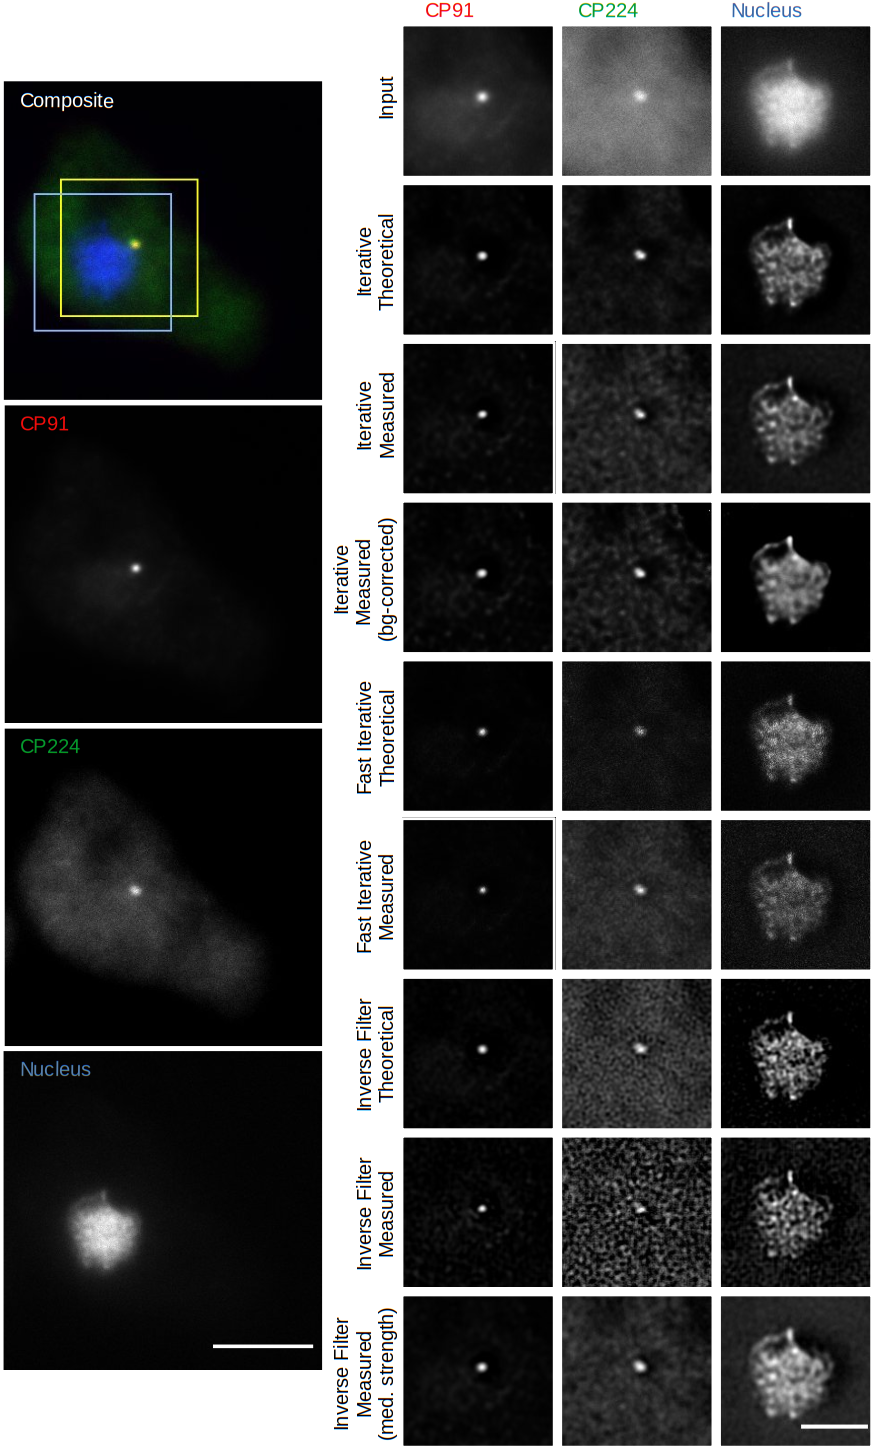 CP91
CP224
Nucleus
Composite
CP91
CP224
Nucleus
Input
Iterative
Theoretical
Iterative
Measured
Iterative
Measured
(bg-corrected)
Fast Iterative
Theoretical
Fast Iterative
Measured
Inverse Filter
Theoretical
Inverse Filter
Measured
Inverse Filter
Measured
(med. strength)